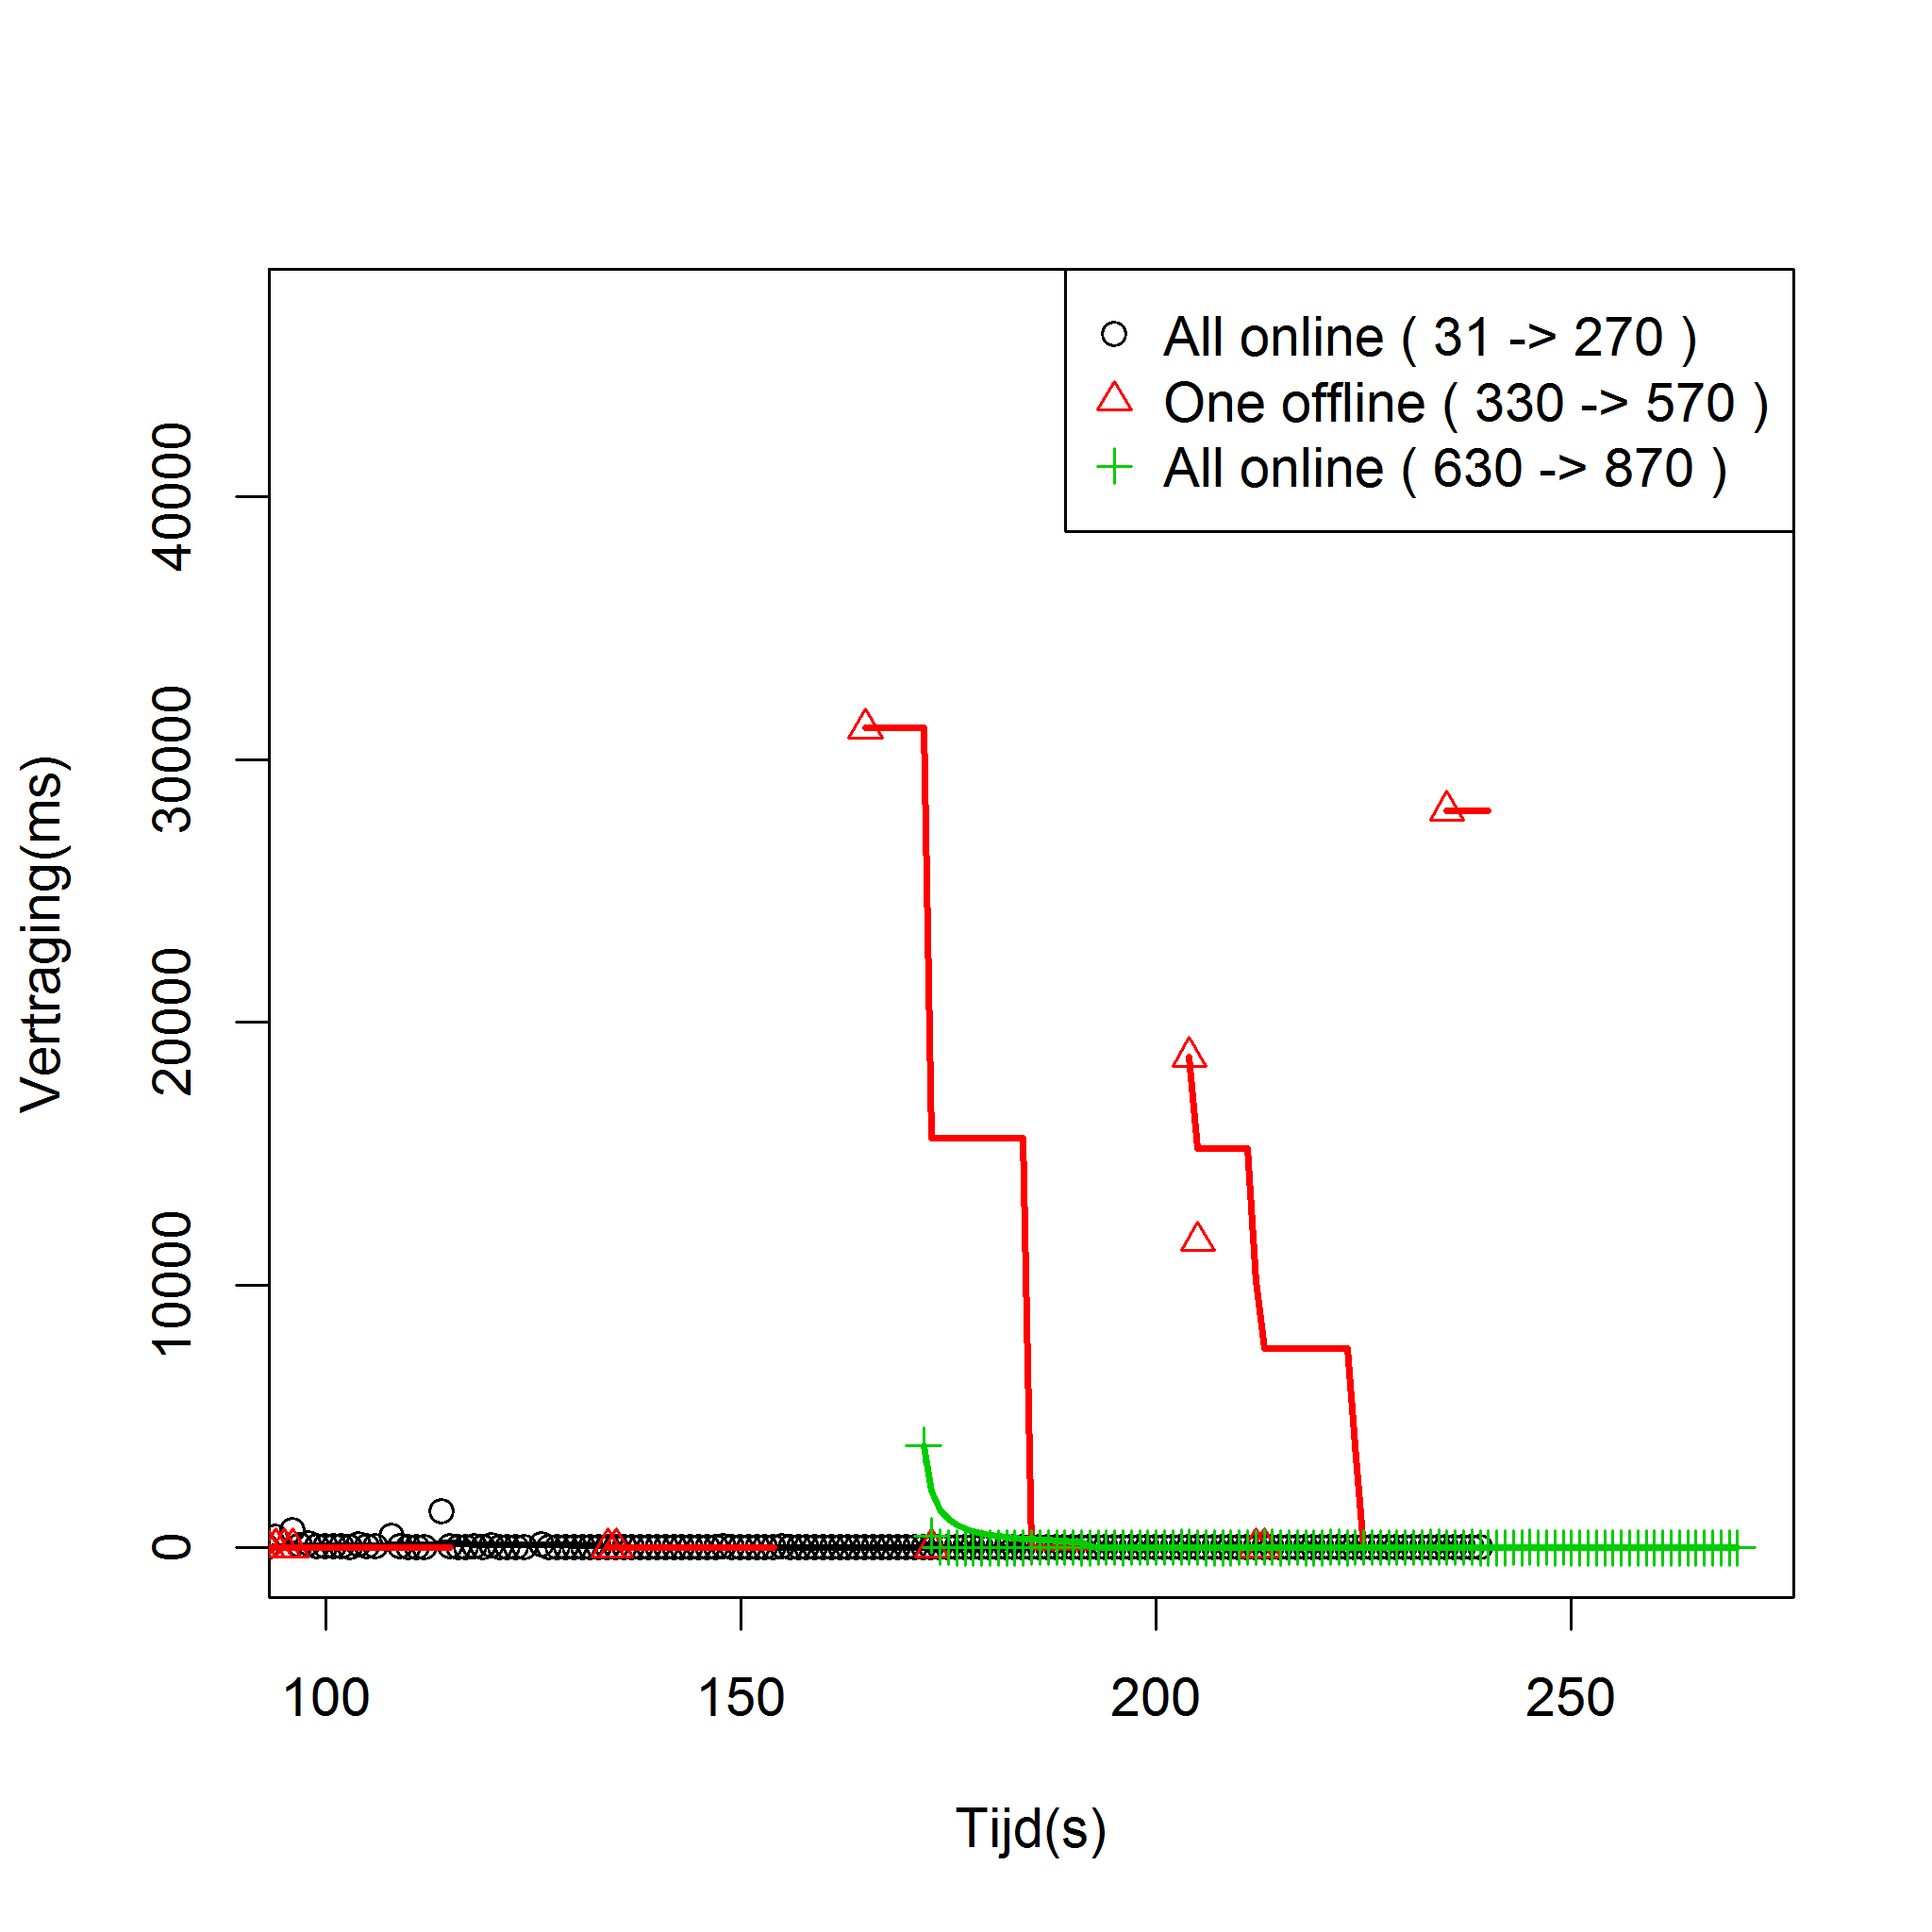 All online ( 31 -> 270 )
One offline ( 330 -> 570 )
All online ( 630 -> 870 )
Vertraging(ms)
40000
30000
20000
10000
0
100 150 200 250
Tijd(s)